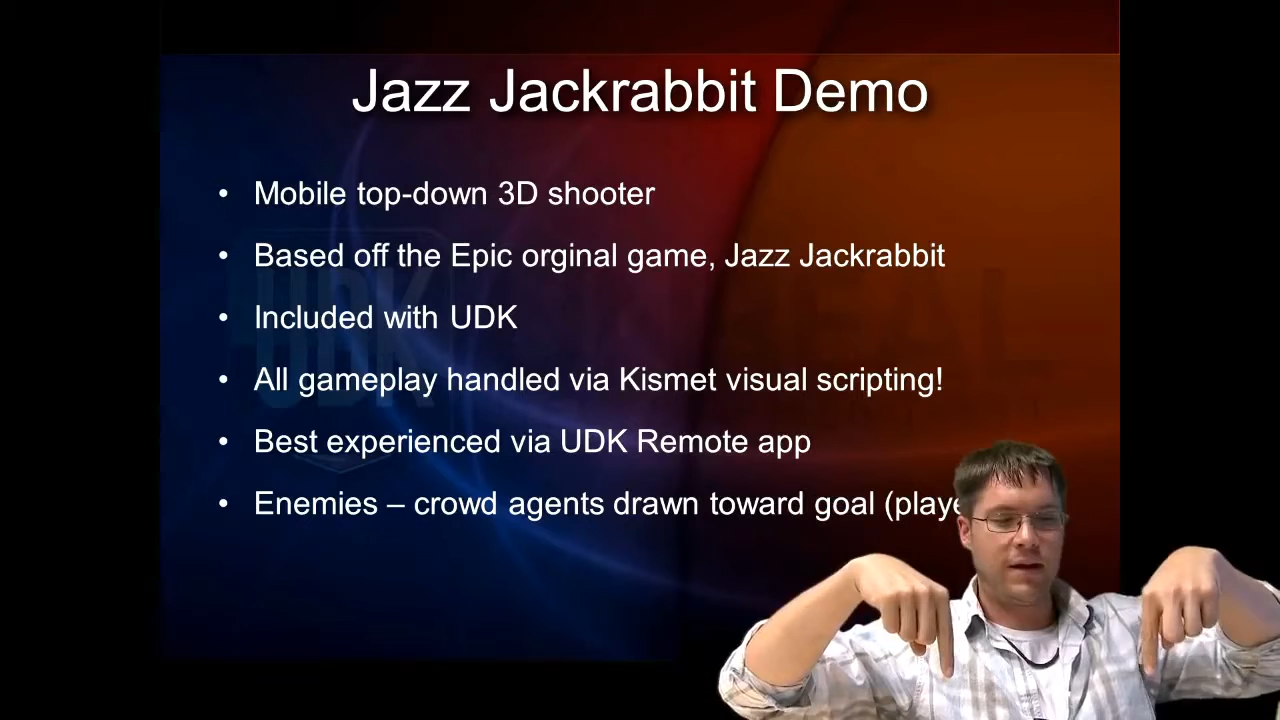 Jazz Jackrabbit Demo
• Mobile top-down 3D shooter
• Based off the Epic orginal game, Jazz Jackrabbit
• Included with UDK
• All gameplay handled via Kismet visual scripting!
• Best experienced via UDK Remote app
• Enemies – crowd agents drawn toward goal (playe
UDK